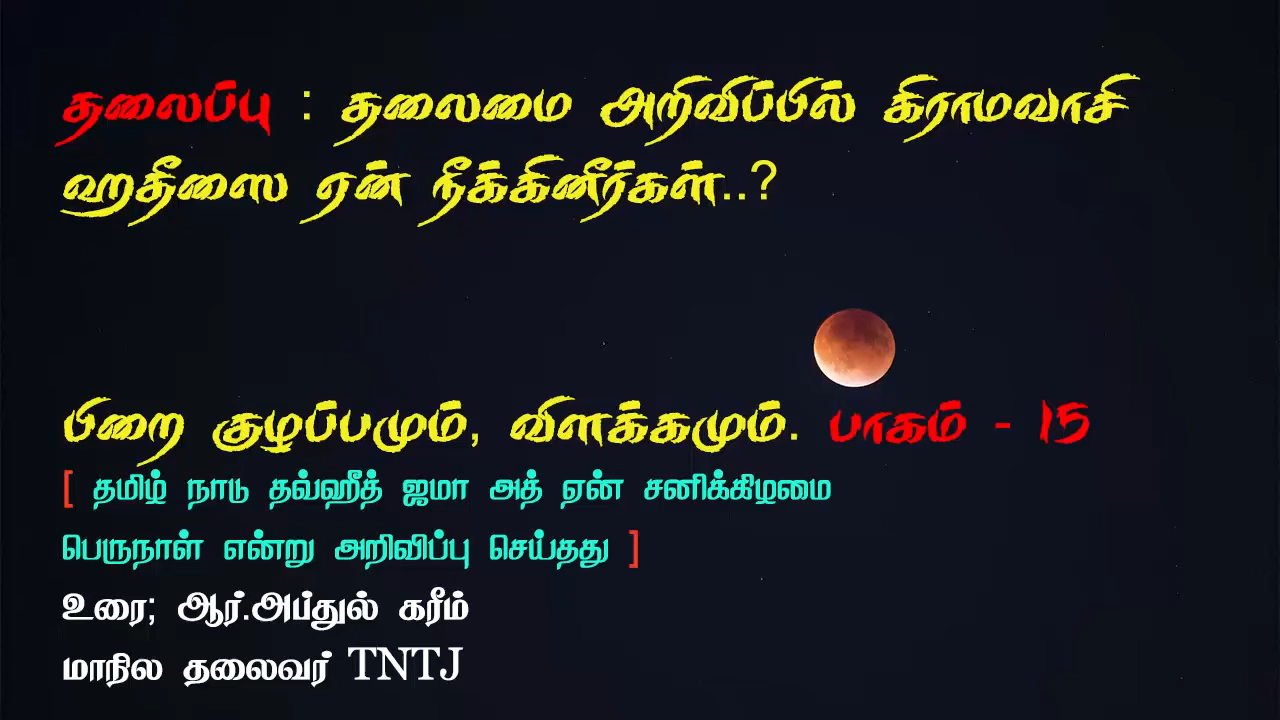 தலைப்பு : தலைமை அறிவிப்பில் கிராமவாசி
ஹதீஸை ஏன் நீக்கினீர்கள்..?
பிறை குழப்பமும், விளக்கமும். பாகம் - 15
[ தமிழ் நாடு தவ்ஹீத் ஜமா அத் ஏன் சனிக்கிழமை
பெருநாள் என்று அறிவிப்பு செய்தது ]
உரை; ஆர்.அப்துல் கரீம்
மாநில தலைவர் TNTJ